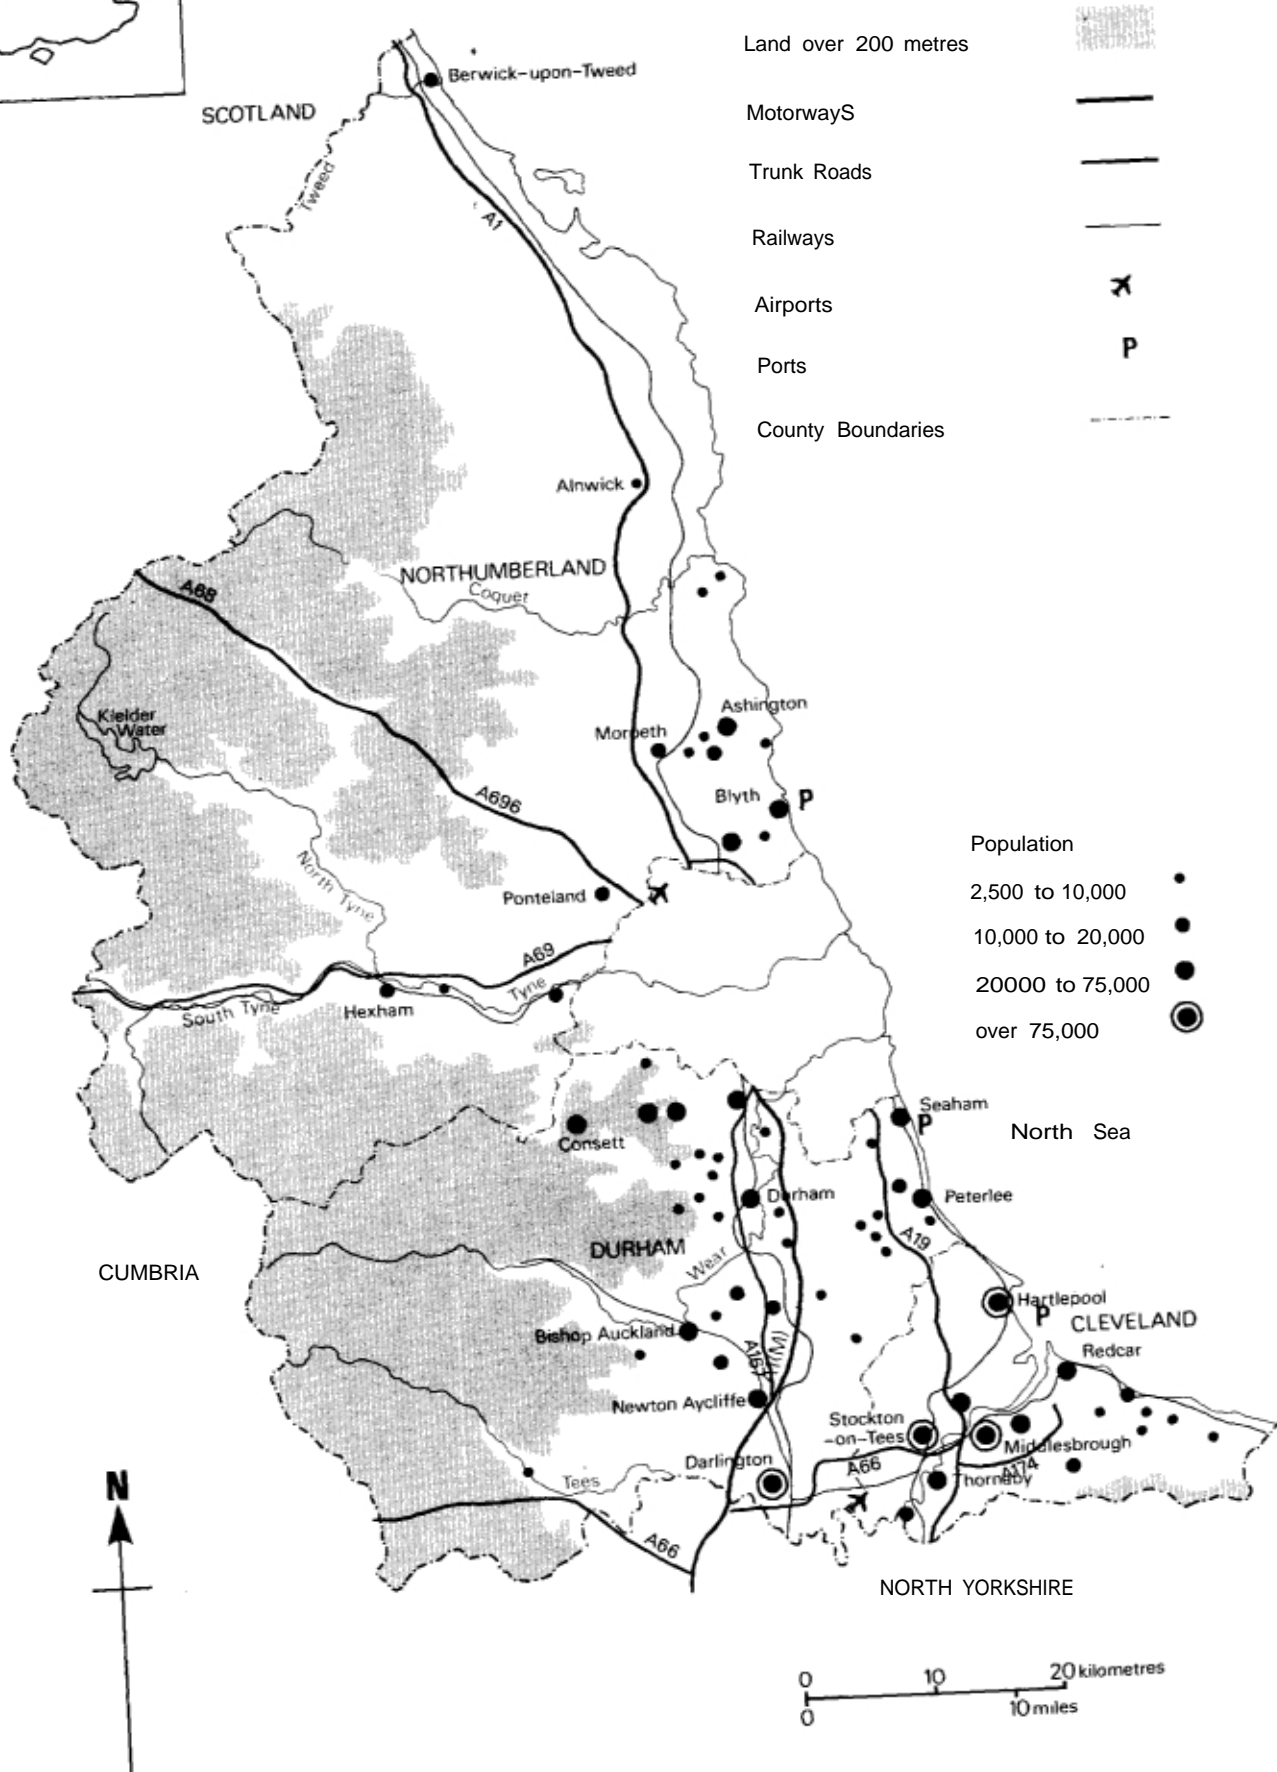 Land over 200 metres
MotorwayS
Trunk Roads
Railways
Airports
Ports
P
County Boundaries
Berwick-upon-Tweed
SCOTLAND
Tweed
A1
Alnwick
NORTHUMBERLAND
Coquet
A68
Kielder
Water
Ashington
Morpeth
Blyth
P
A696
North Tyne
Ponteland
A69
South Tyne
Hexham
Tyne
Population
2,500 to 10,000
10,000 to 20,000
20000 to 75,000
over 75,000
Consett
Seaham
P
North Sea
Durham
Peterlee
DURHAM
Wear
A19
CUMBRIA
Hartlepool
P
CLEVELAND
Bishop Auckland
Redcar
Newton Aycliffe
Stockton
-on-Tees
Middlesbrough
Darlington
A66
A174
Thornaby
Tees
A66
N
NORTH YORKSHIRE
0 10 20 kilometres
0 10 miles